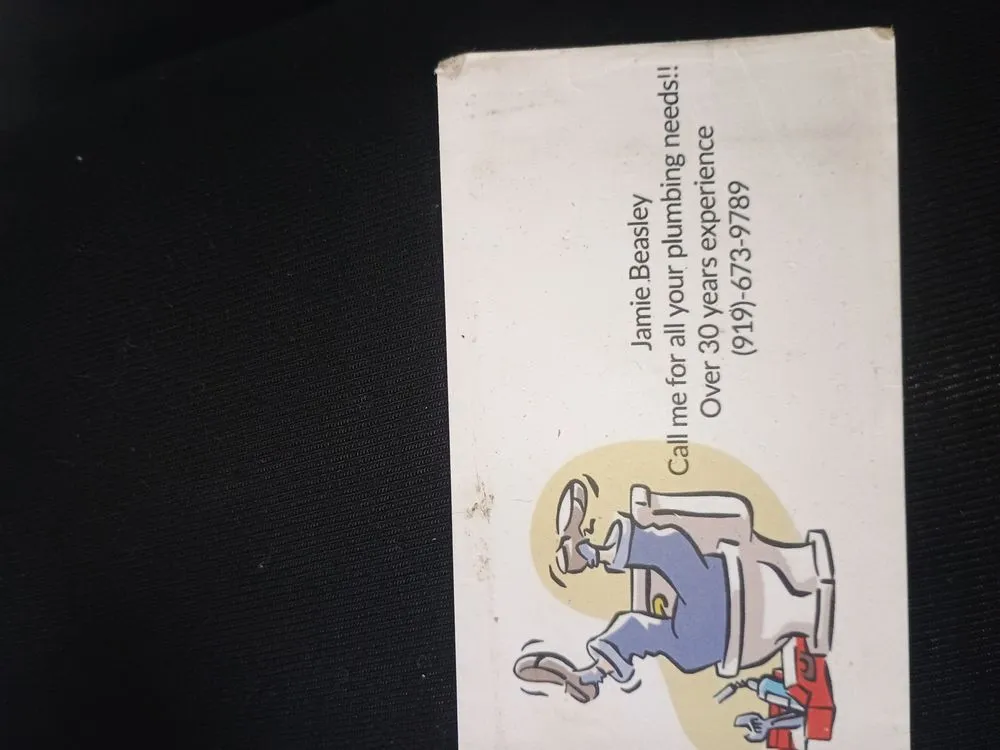 Jamie Beasley
Call me for all your plumbing needs!!
Over 30 years experience
(919)-673-9789